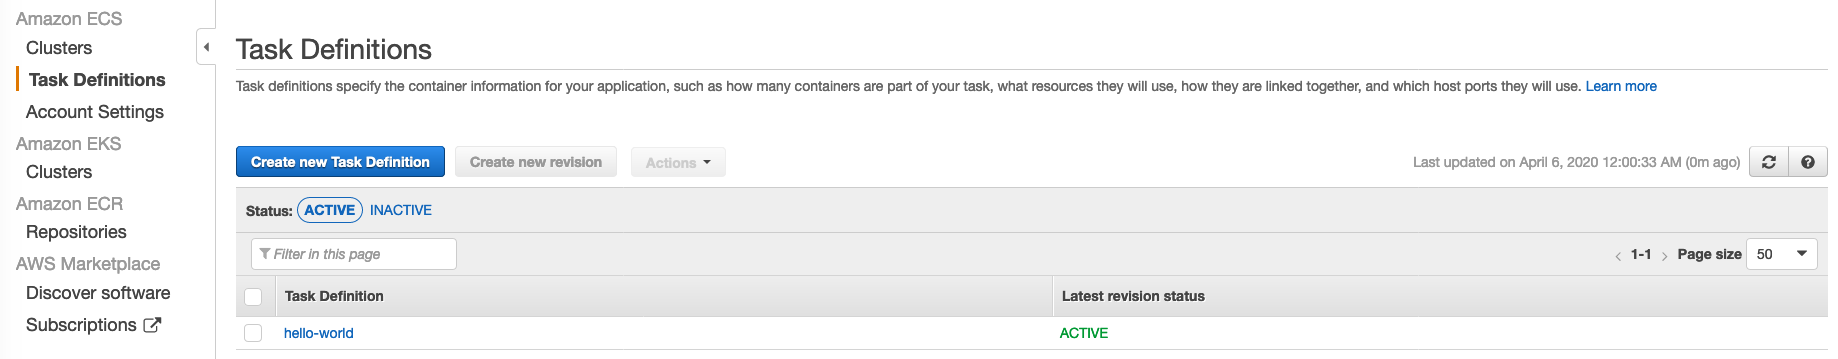 Amazon ECS
Clusters
Task Definitions
Account Settings
Amazon EKS
Clusters
Amazon ECR
Repositories
AWS Marketplace
Discover software
Subscriptions
Task Definitions
Task definitions specify the container information for your application, such as how many containers are part of your task, what resources they will use, how they are linked together, and which host ports they will use. Learn more
Create new Task Definition Create new revision Actions Last updated on April 6, 2020 12:00:33 AM (0m ago)
Status: ACTIVE INACTIVE
Filter in this page < 1-1 > Page size 50
Task Definition Latest revision status
hello-world ACTIVE